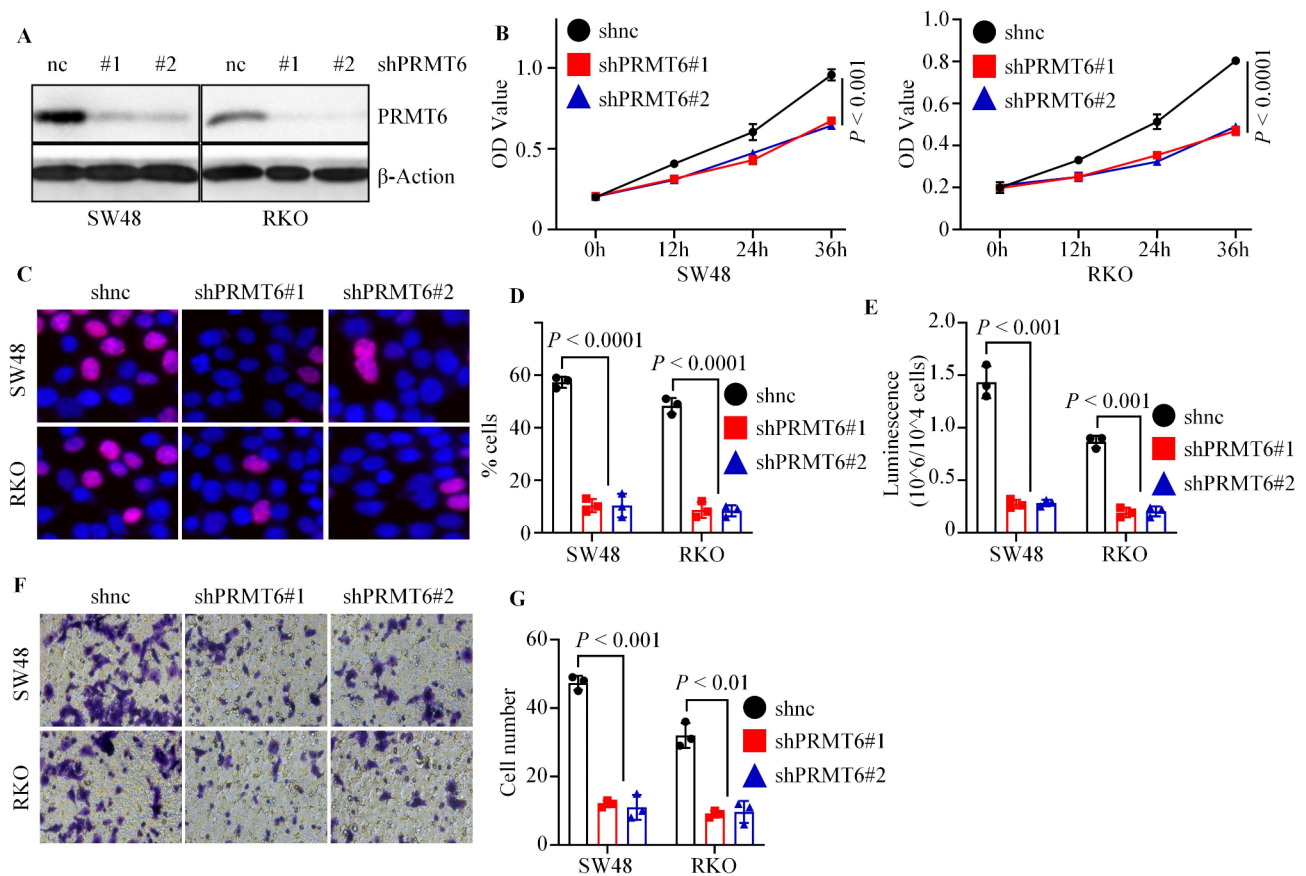 A
nc #1 #2 nc #1 #2 shPRMT6
PRMT6
β-Action
SW48 RKO
B
shnc
shPRMT6#1
shPRMT6#2
OD Value
1.0
0.5
0
P < 0.001
0h 12h 24h 36h
SW48
shnc
shPRMT6#1
shPRMT6#2
OD Value
1.0
0.8
0.6
0.4
0.2
0
P < 0.0001
0h 12h 24h 36h
RKO
C
shnc shPRMT6#1 shPRMT6#2
SW48
RKO
D
% cells
60
40
20
0
P < 0.0001
P < 0.0001
shnc
shPRMT6#1
shPRMT6#2
SW48 RKO
E
Luminescence
(10^6/10^4 cells)
2.0
1.5
1.0
0.5
0
P < 0.001
P < 0.001
shnc
shPRMT6#1
shPRMT6#2
SW48 RKO
F
shnc shPRMT6#1 shPRMT6#2
SW48
RKO
G
Cell number
60
40
20
0
P < 0.001
P < 0.01
shnc
shPRMT6#1
shPRMT6#2
SW48 RKO